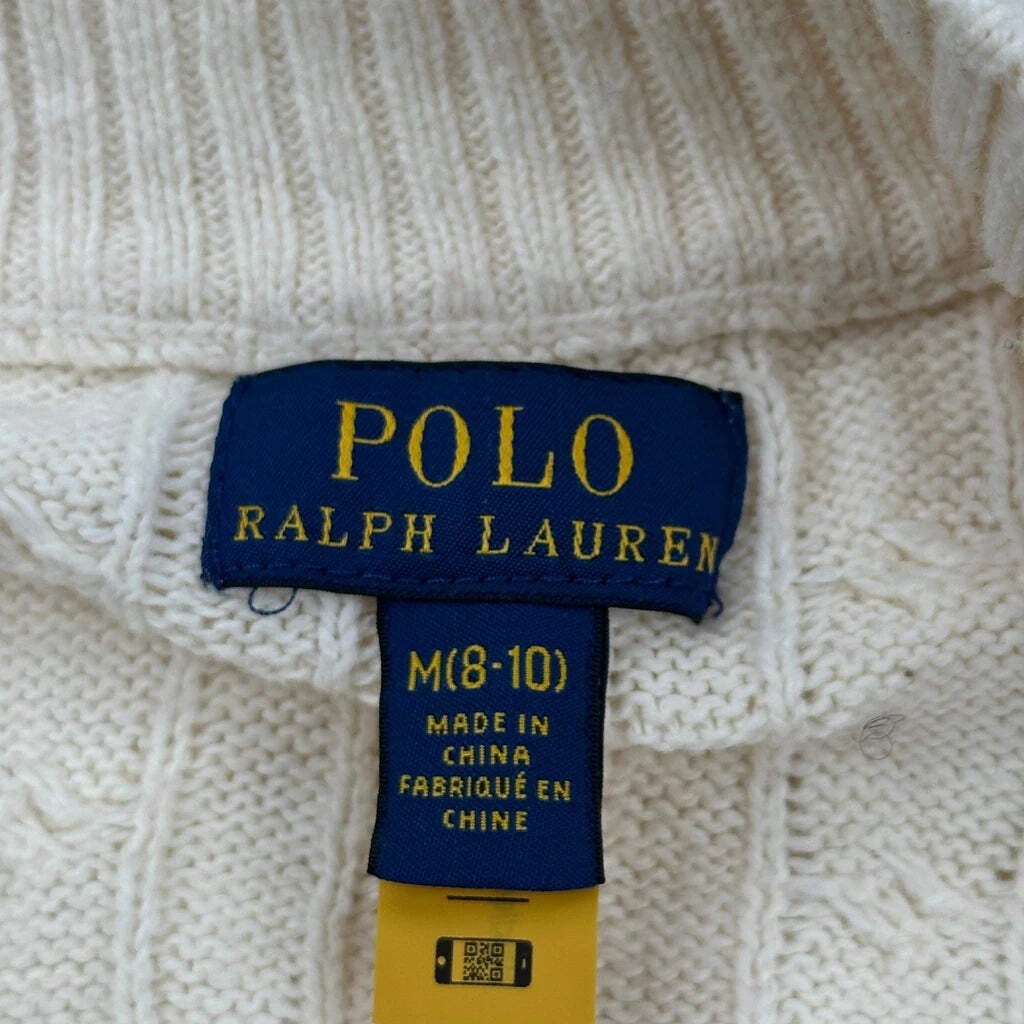 POLO
RALPH LAUREN
M(8-10)
MADE IN
CHINA
FABRIQUÉ EN
CHINE